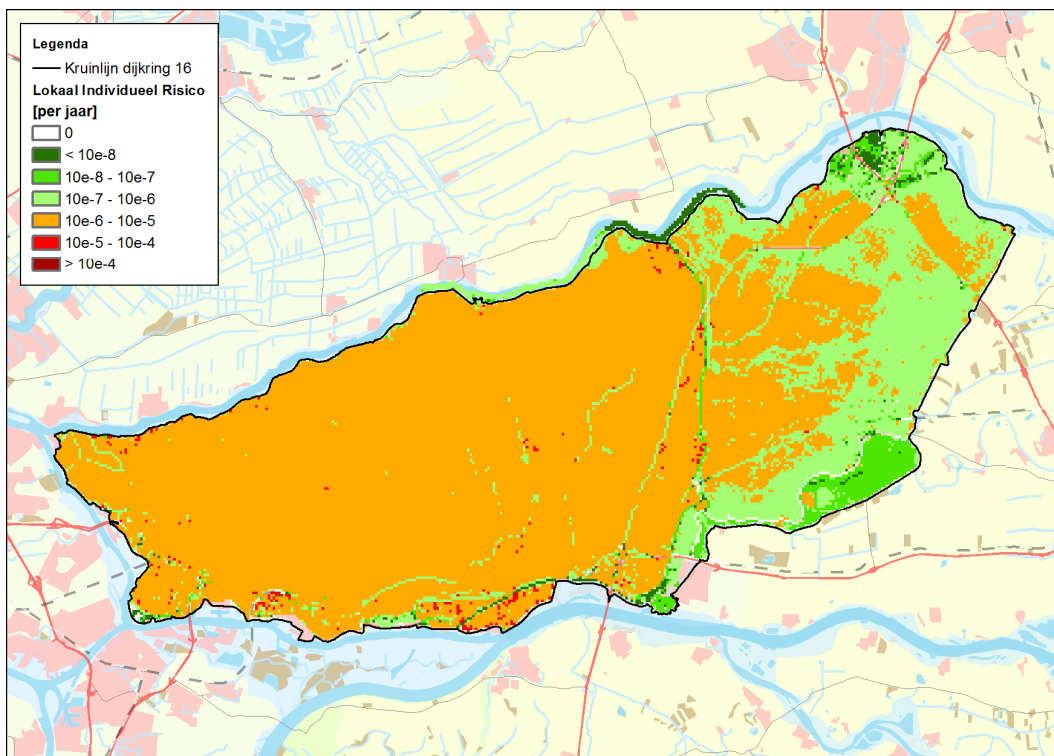 Legenda
Kruinlijn dijkring 16
Lokaal Individueel Risico
[per jaar]
0
< 10e-8
10e-8 - 10e-7
10e-7 - 10e-6
10e-6 - 10e-5
10e-5 - 10e-4
> 10e-4